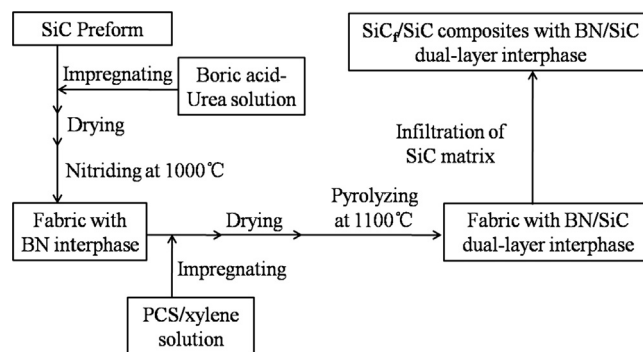 SiC Preform
Impregnating
Boric acid-
Urea solution
Drying
Nitriding at 1000℃
Fabric with
BN interphase
Drying
Pyrolyzing
at 1100℃
Impregnating
PCS/xylene
solution
Fabric with BN/SiC
dual-layer interphase
Infiltration of
SiC matrix
SiCf/SiC composites with BN/SiC
dual-layer interphase